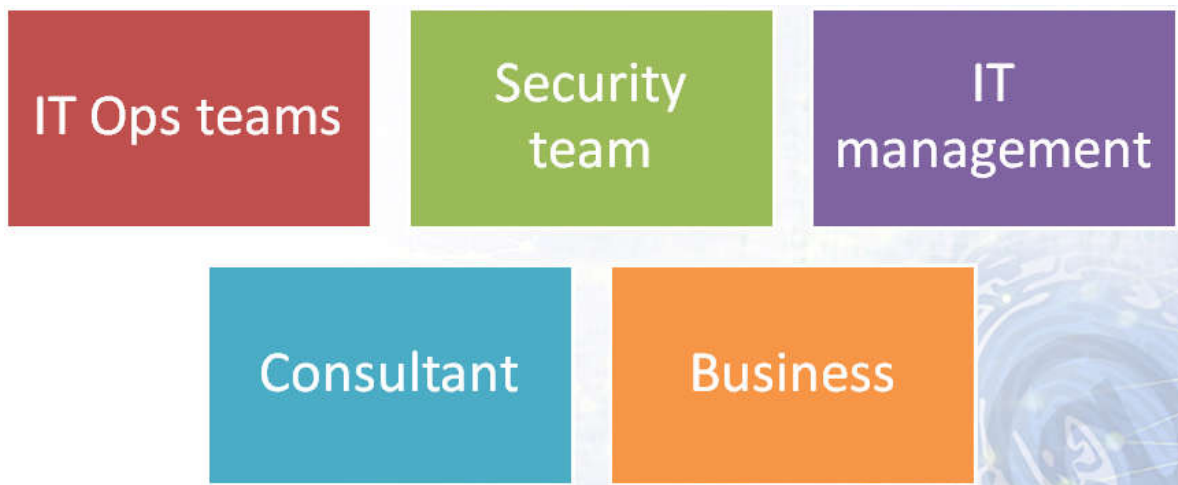 IT Ops teams
Security
team
IT
management
Consultant
Business